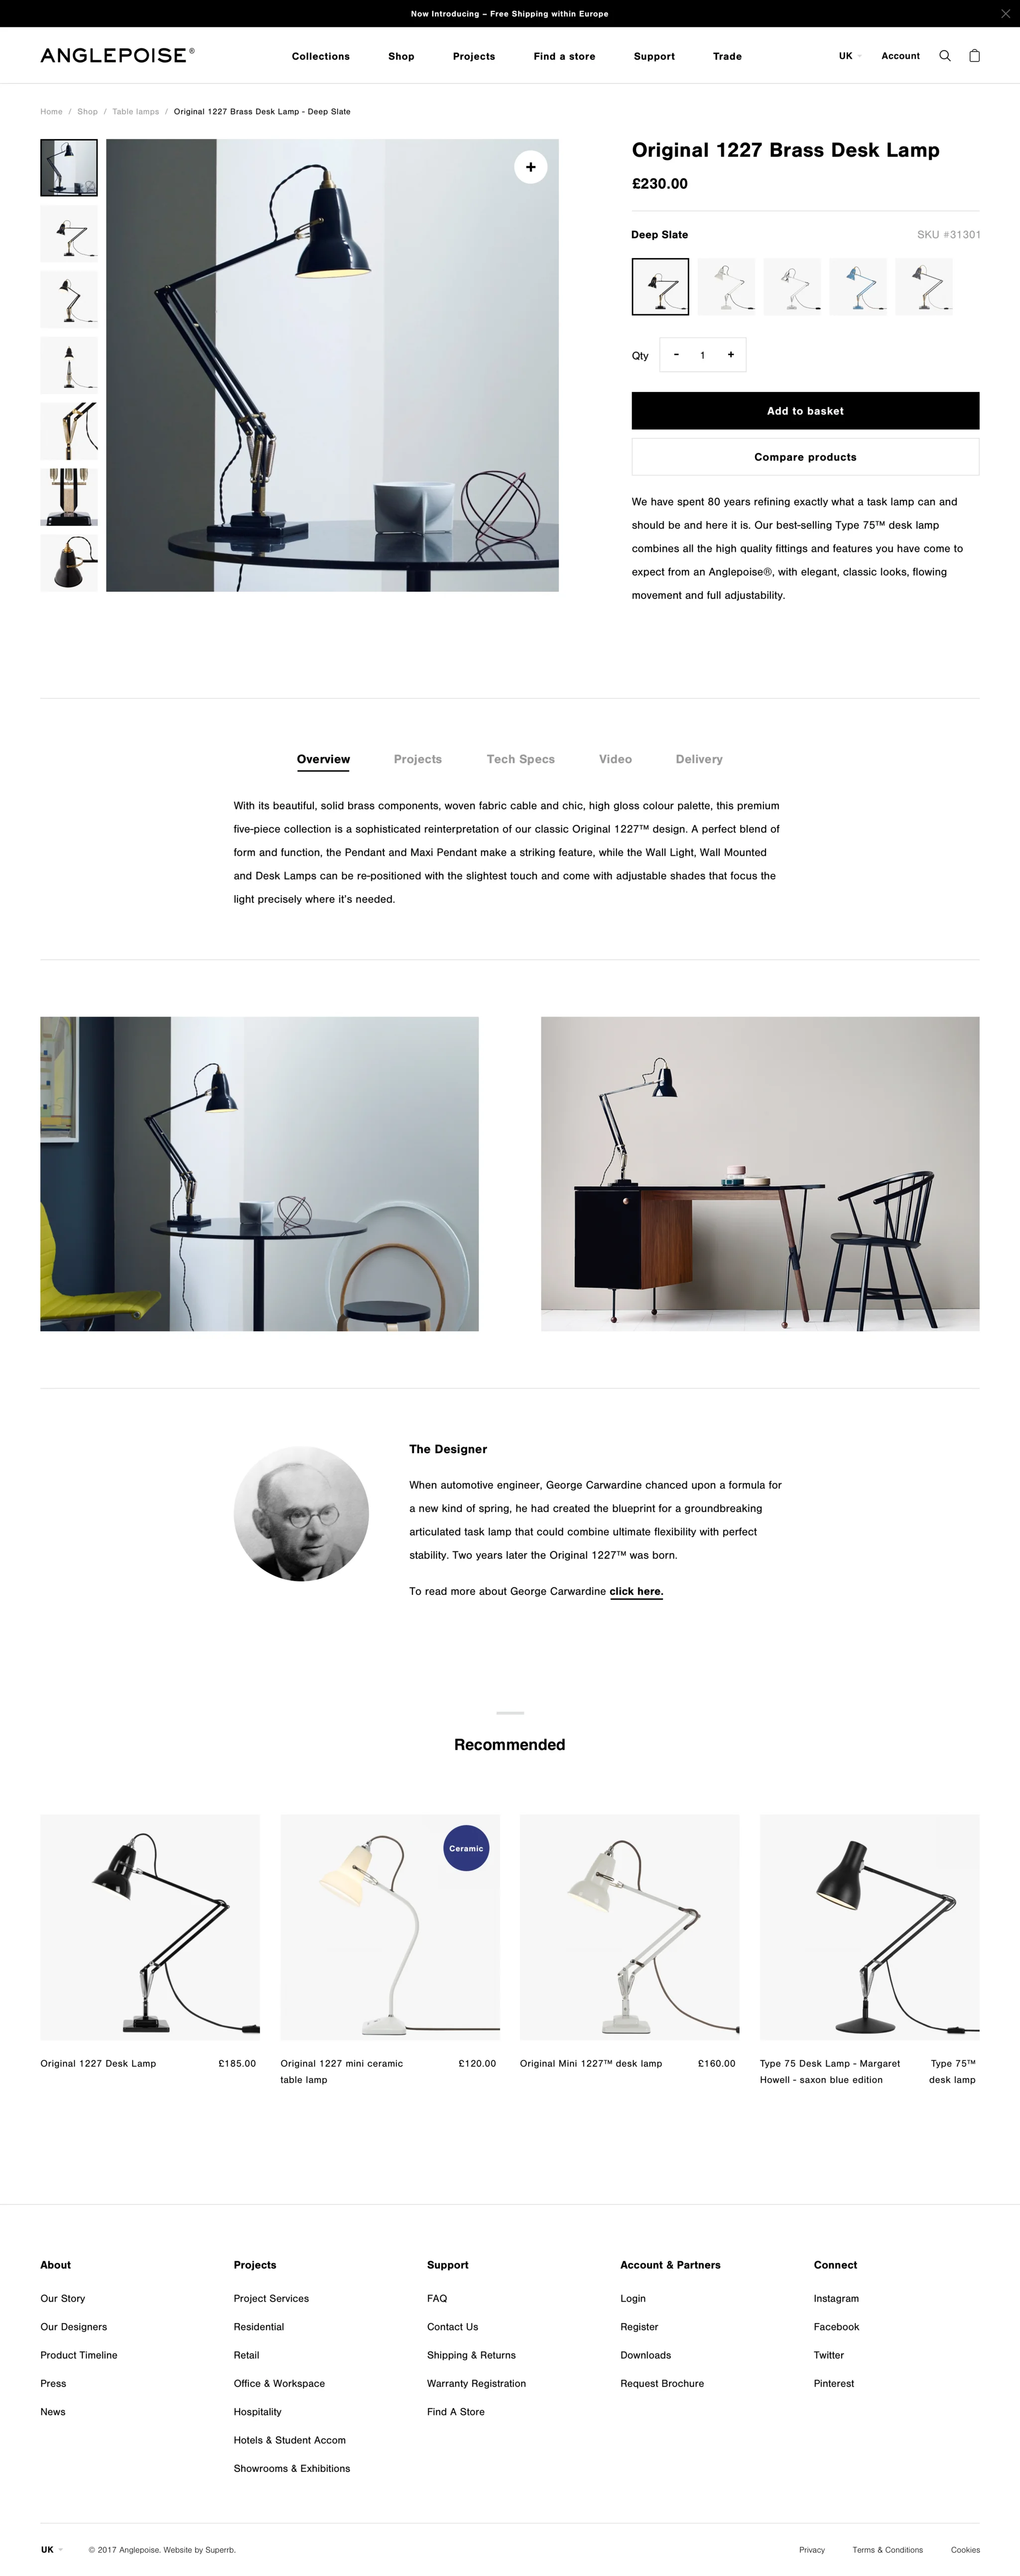 Now Introducing – Free Shipping within Europe
ANGLEPOISE®
Collections
Shop
Projects
Find a store
Support
Trade
UK
Account
Home / Shop / Table lamps / Original 1227 Brass Desk Lamp - Deep Slate
+
Original 1227 Brass Desk Lamp
£230.00
Deep Slate
SKU #31301
Qty
- 1 +
Add to basket
Compare products
We have spent 80 years refining exactly what a task lamp can and
should be and here it is. Our best-selling Type 75™ desk lamp
combines all the high quality fittings and features you have come to
expect from an Anglepoise®, with elegant, classic looks, flowing
movement and full adjustability.
Overview
Projects
Tech Specs
Video
Delivery
With its beautiful, solid brass components, woven fabric cable and chic, high gloss colour palette, this premium
five-piece collection is a sophisticated reinterpretation of our classic Original 1227™ design. A perfect blend of
form and function, the Pendant and Maxi Pendant make a striking feature, while the Wall Light, Wall Mounted
and Desk Lamps can be re-positioned with the slightest touch and come with adjustable shades that focus the
light precisely where it's needed.
The Designer
When automotive engineer, George Carwardine chanced upon a formula for
a new kind of spring, he had created the blueprint for a groundbreaking
articulated task lamp that could combine ultimate flexibility with perfect
stability. Two years later the Original 1227™ was born.
To read more about George Carwardine click here.
Recommended
Ceramic
Original 1227 Desk Lamp
£185.00
Original 1227 mini ceramic
table lamp
£120.00
Original Mini 1227™ desk lamp
£160.00
Type 75 Desk Lamp - Margaret
Howell - saxon blue edition
Type 75™
desk lamp
About
Our Story
Our Designers
Product Timeline
Press
News
Projects
Project Services
Residential
Retail
Office & Workspace
Hospitality
Hotels & Student Accom
Showrooms & Exhibitions
Support
FAQ
Contact Us
Shipping & Returns
Warranty Registration
Find A Store
Account & Partners
Login
Register
Downloads
Request Brochure
Connect
Instagram
Facebook
Twitter
Pinterest
UK
© 2017 Anglepoise. Website by Superrb.
Privacy
Terms & Conditions
Cookies